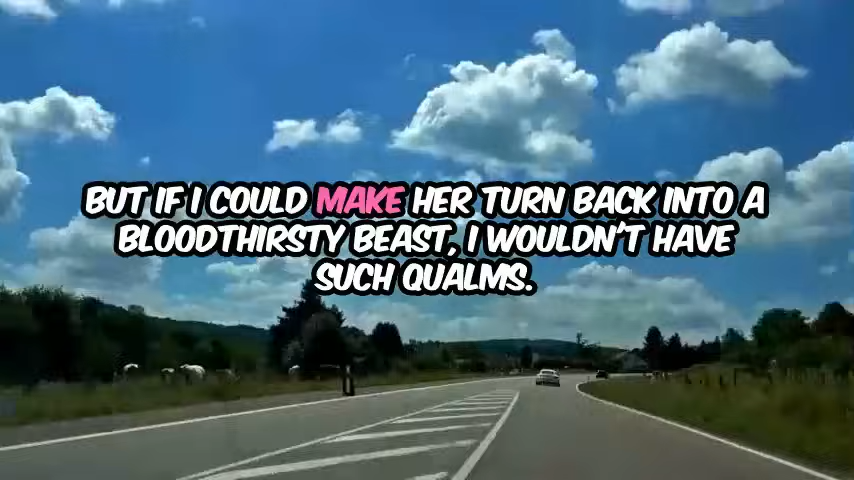 BUT IF I COULD MAKE HER TURN BACK INTO A
BLOODTHIRSTY BEAST, I WOULDN'T HAVE
SUCH QUALMS.